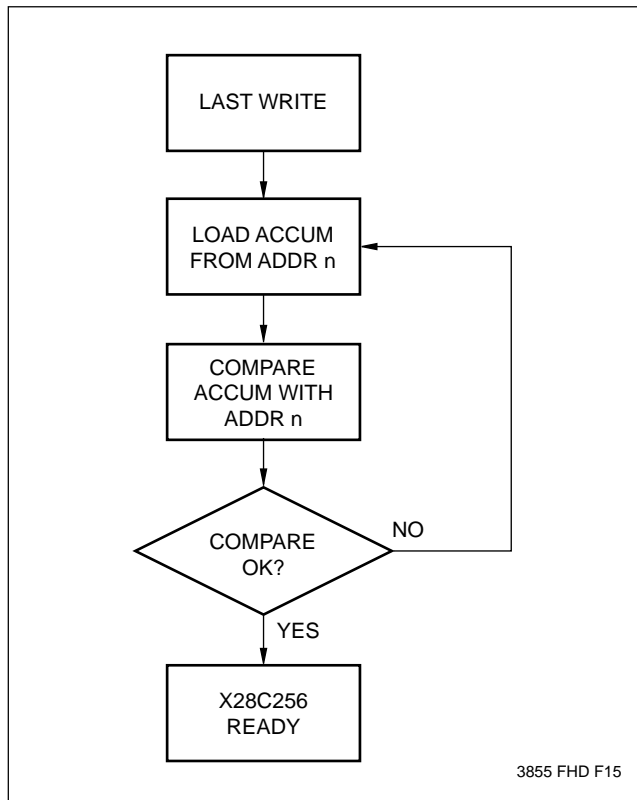 LAST WRITE
LOAD ACCUM
FROM ADDR n
COMPARE
ACCUM WITH
ADDR n
COMPARE
OK?
NO
YES
X28C256
READY
3855 FHD F15